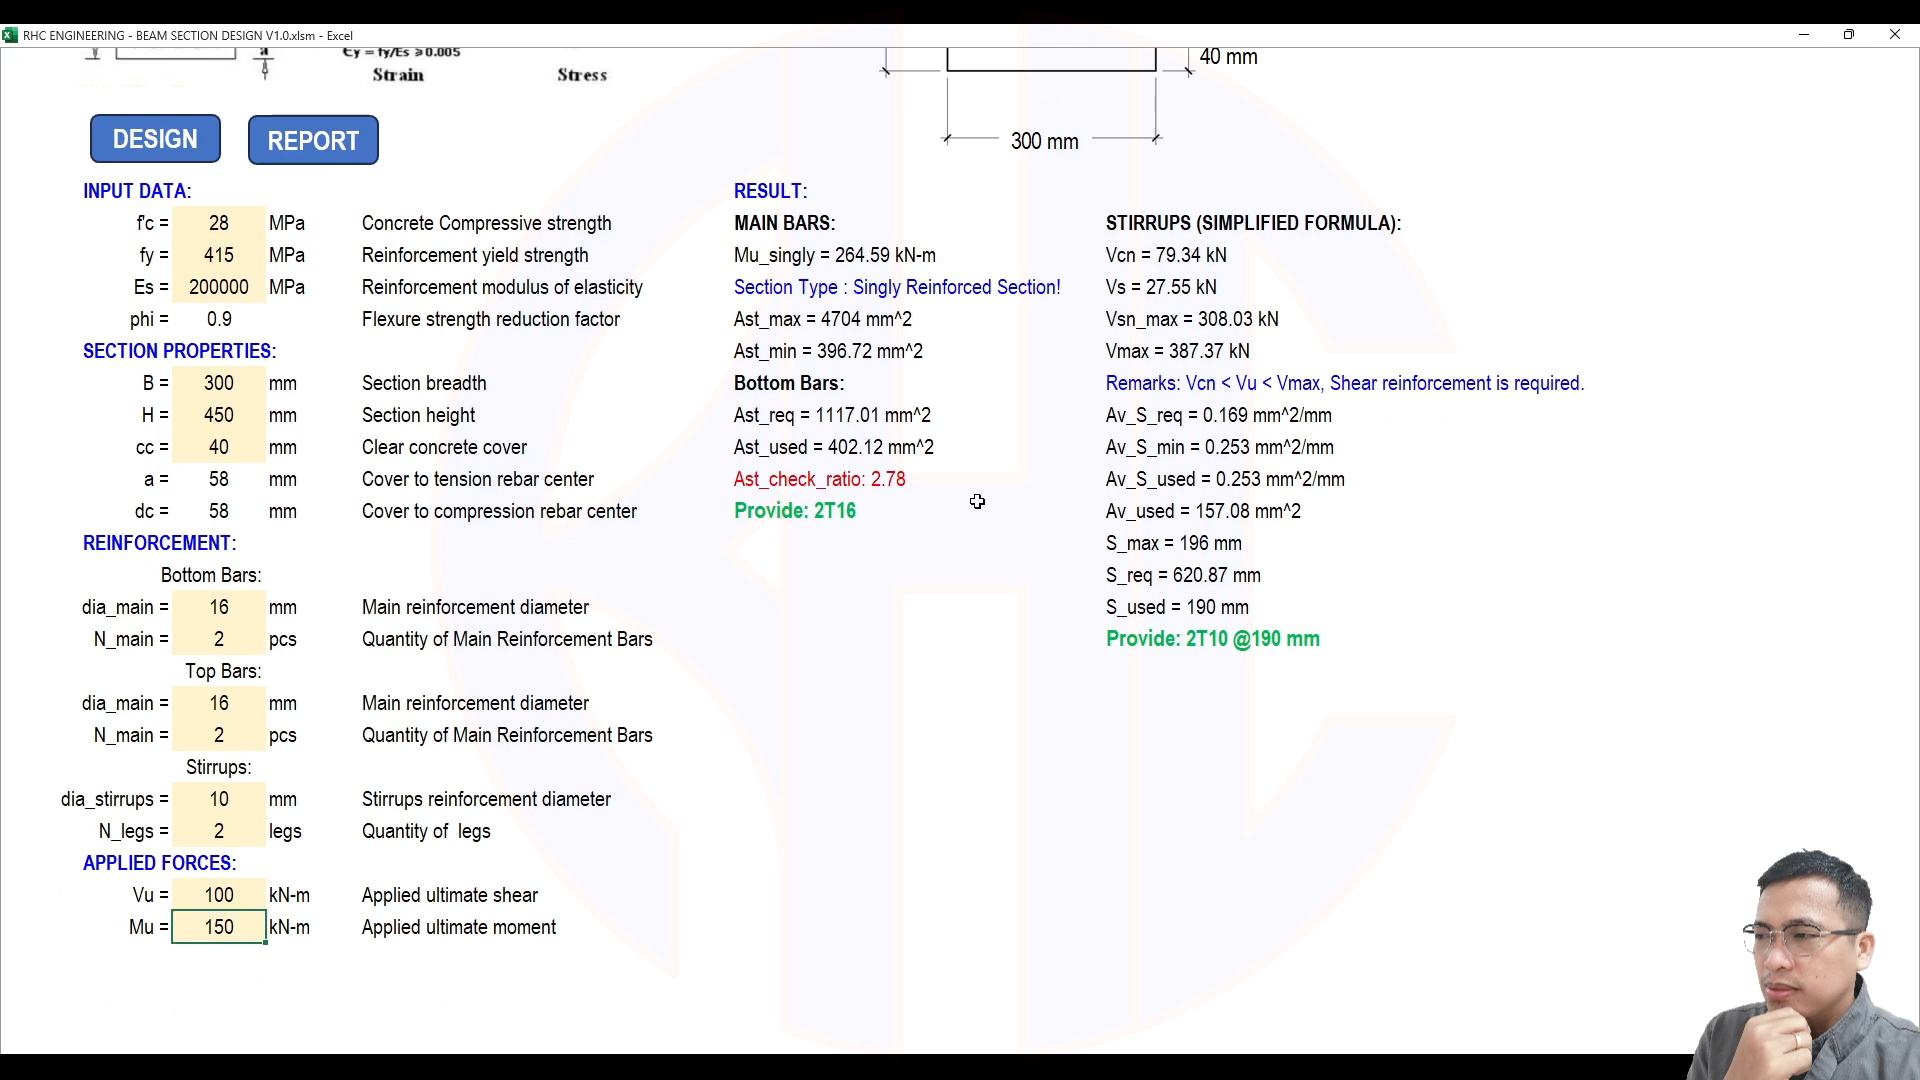 RHC ENGINEERING - BEAM SECTION DESIGN V1.0.xlsm - Excel
a
Єy = fy/Es ⩾0.005
Strain
Stress
40 mm
300 mm
DESIGN
REPORT
INPUT DATA:
f'c = 28 MPa Concrete Compressive strength
fy = 415 MPa Reinforcement yield strength
Es = 200000 MPa Reinforcement modulus of elasticity
phi = 0.9 Flexure strength reduction factor
SECTION PROPERTIES:
B = 300 mm Section breadth
H = 450 mm Section height
cc = 40 mm Clear concrete cover
a = 58 mm Cover to tension rebar center
dc = 58 mm Cover to compression rebar center
REINFORCEMENT:
Bottom Bars:
dia_main = 16 mm Main reinforcement diameter
N_main = 2 pcs Quantity of Main Reinforcement Bars
Top Bars:
dia_main = 16 mm Main reinforcement diameter
N_main = 2 pcs Quantity of Main Reinforcement Bars
Stirrups:
dia_stirrups = 10 mm Stirrups reinforcement diameter
N_legs = 2 legs Quantity of legs
APPLIED FORCES:
Vu = 100 kN-m Applied ultimate shear
Mu = 150 kN-m Applied ultimate moment
RESULT:
MAIN BARS:
Mu_singly = 264.59 kN-m
Section Type : Singly Reinforced Section!
Ast_max = 4704 mm^2
Ast_min = 396.72 mm^2
Bottom Bars:
Ast_req = 1117.01 mm^2
Ast_used = 402.12 mm^2
Ast_check_ratio: 2.78
Provide: 2T16
STIRRUPS (SIMPLIFIED FORMULA):
Vcn = 79.34 kN
Vs = 27.55 kN
Vsn_max = 308.03 kN
Vmax = 387.37 kN
Remarks: Vcn < Vu < Vmax, Shear reinforcement is required.
Av_S_req = 0.169 mm^2/mm
Av_S_min = 0.253 mm^2/mm
Av_S_used = 0.253 mm^2/mm
Av_used = 157.08 mm^2
S_max = 196 mm
S_req = 620.87 mm
S_used = 190 mm
Provide: 2T10 @190 mm